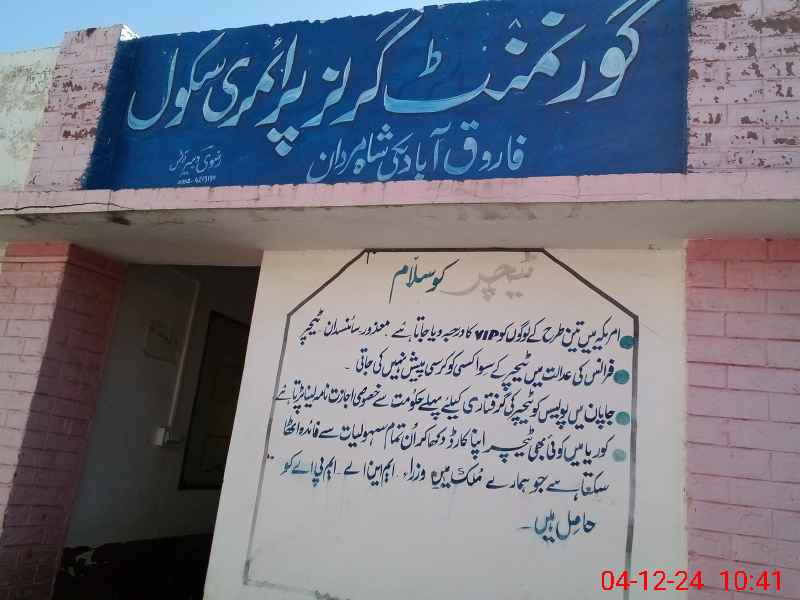 گورنمنٹ گرلز پرائمری سکول
فاروق آباد بکی شاہ مردان
ٹیچر کو سلام
امریکہ میں تین طرح کے لوگوں کو VIP کا درجہ دیا جاتا ہے، معذور سائنسدان ٹیچر
فرانس کی عدالت میں ٹیچر کے سوا کسی کو کرسی پیش نہیں کی جاتی ۔
جاپان میں پولیس کو ٹیچر کی گرفتاری کیلئے پہلے حکومت سے خصوصی اجازت نامہ لینا پڑتا ہے
کوریا میں کوئی بھی ٹیچر اپنا کارڈ دکھا کر اُن تمام سہولیات سے فائدہ اٹھا
سکتا ہے جو ہمارے مُلک میں وزراء ۔ ایم این اے ۔ ایم پی اے کو
حاصل ہیں ۔
04-12-24 10:41